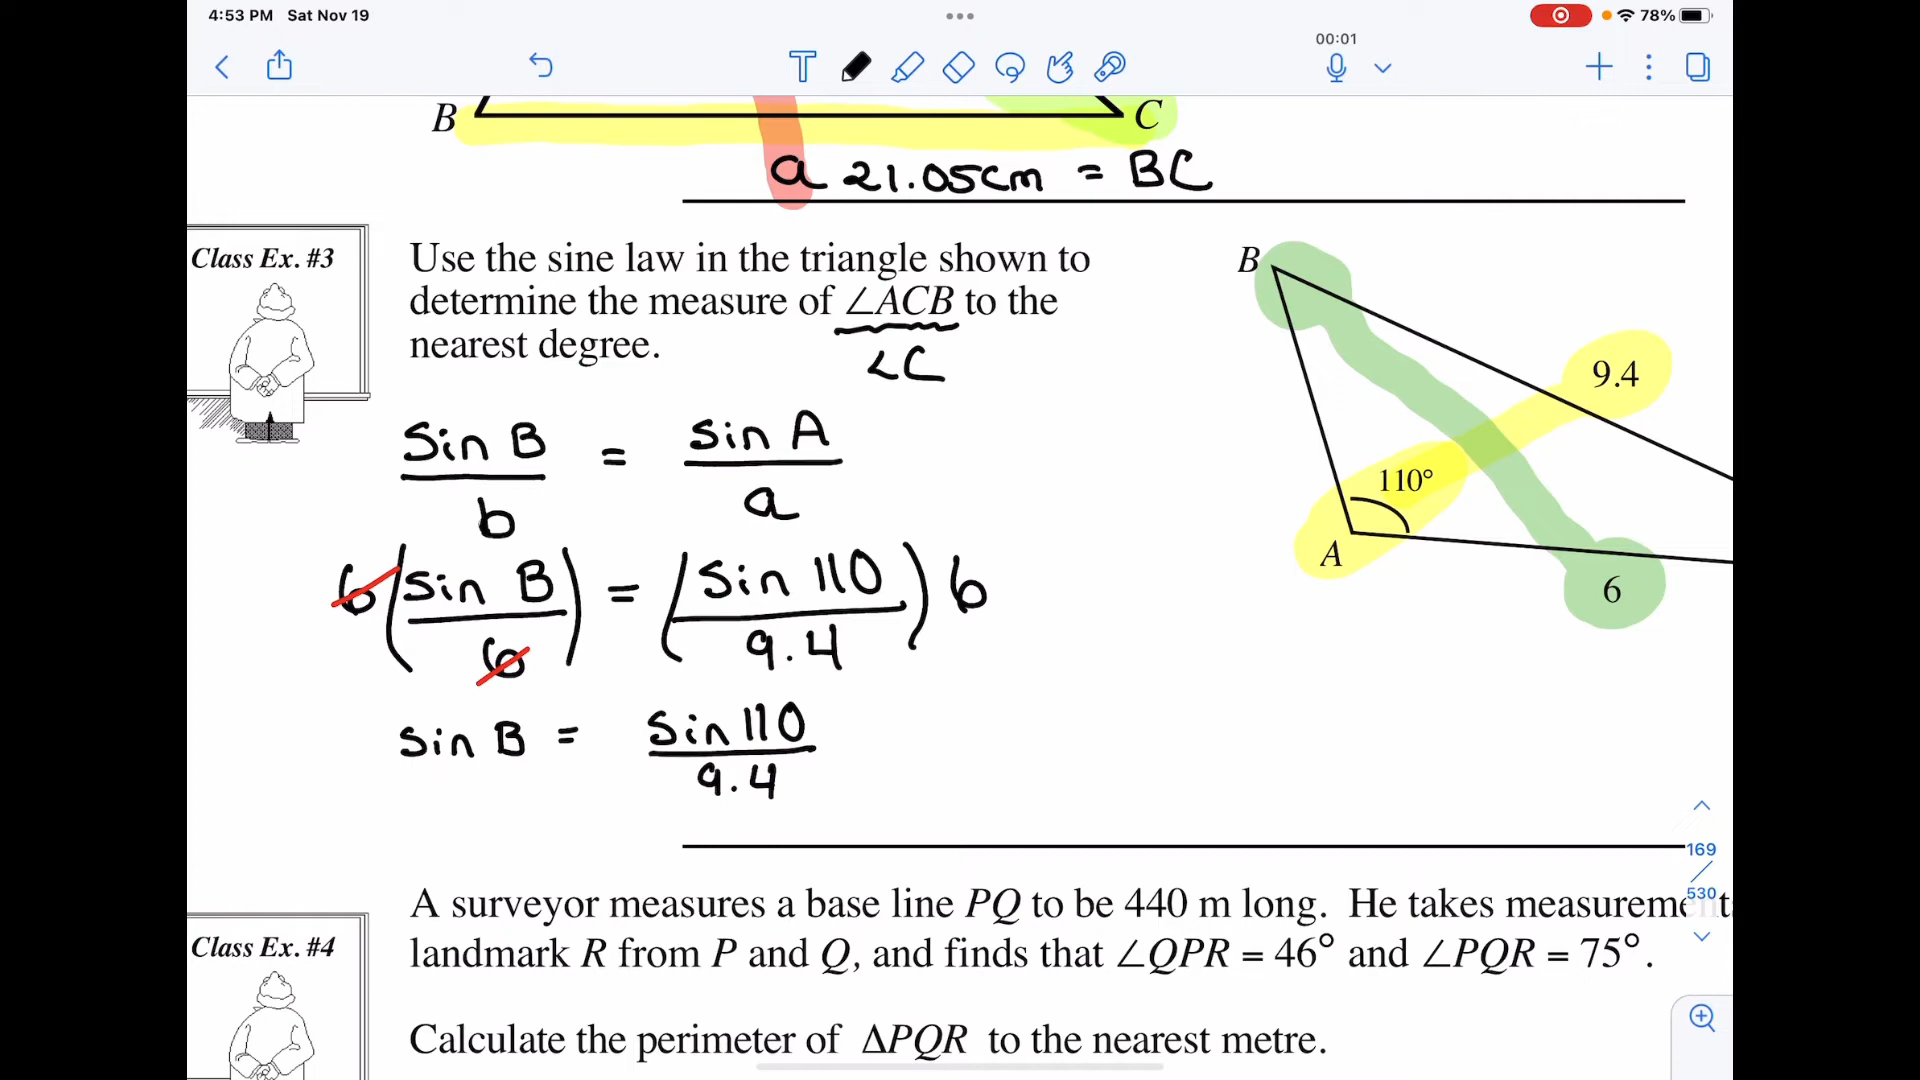 4:53 PM Sat Nov 19
78%
00:01
B
C
a 21.05cm = BC
Class Ex. #3
Use the sine law in the triangle shown to
determine the measure of ∠ACB to the
nearest degree.
∠C
B
9.4
110°
A
6
sin B / b = sin A / a
6 (sin B / 6) = (sin 110 / 9.4) 6
sin B = sin 110 / 9.4
169
530
Class Ex. #4
A surveyor measures a base line PQ to be 440 m long. He takes measurement
landmark R from P and Q, and finds that ∠QPR = 46° and ∠PQR = 75°.
Calculate the perimeter of ΔPQR to the nearest metre.